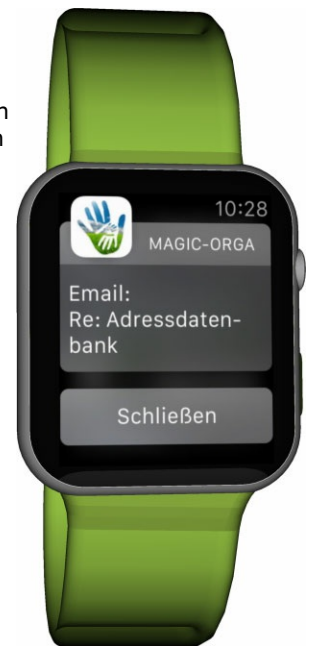 10:28
MAGIC-ORGA
Email:
Re: Adressdaten-
bank
Schließen